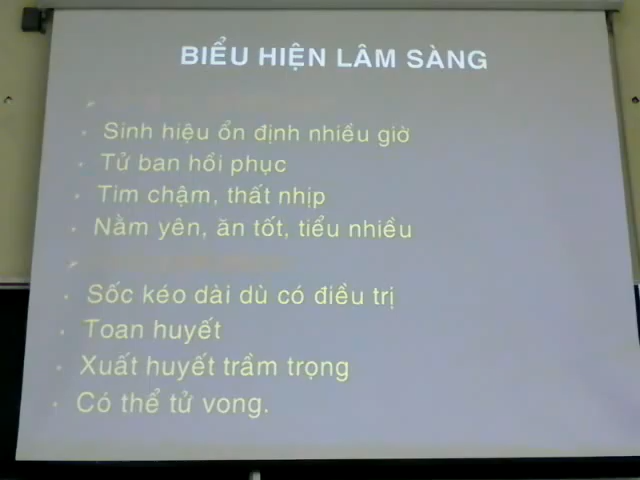 BIỂU HIỆN LÂM SÀNG
Sinh hiệu ổn định nhiều giờ
Tử ban hồi phục
Tim chậm, thất nhịp
Nằm yên, ăn tốt, tiểu nhiều
Sốc kéo dài dù có điều trị
Toan huyết
Xuất huyết trầm trọng
Có thể tử vong.